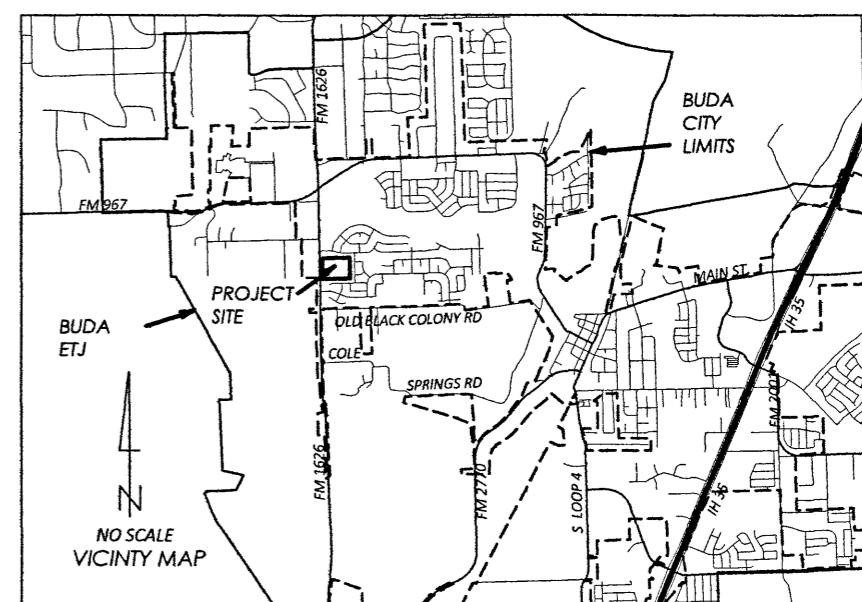 FM 1626
BUDA
CITY
LIMITS
FM 967
FM 967
PROJECT
SITE
MAIN ST.
BUDA
ETJ
OLD BLACK COLONY RD
IH 35
COLE
SPRINGS RD
FM 2001
FM 1626
FM 2770
S LOOP 4
IH 35
N
NO SCALE
VICINTY MAP